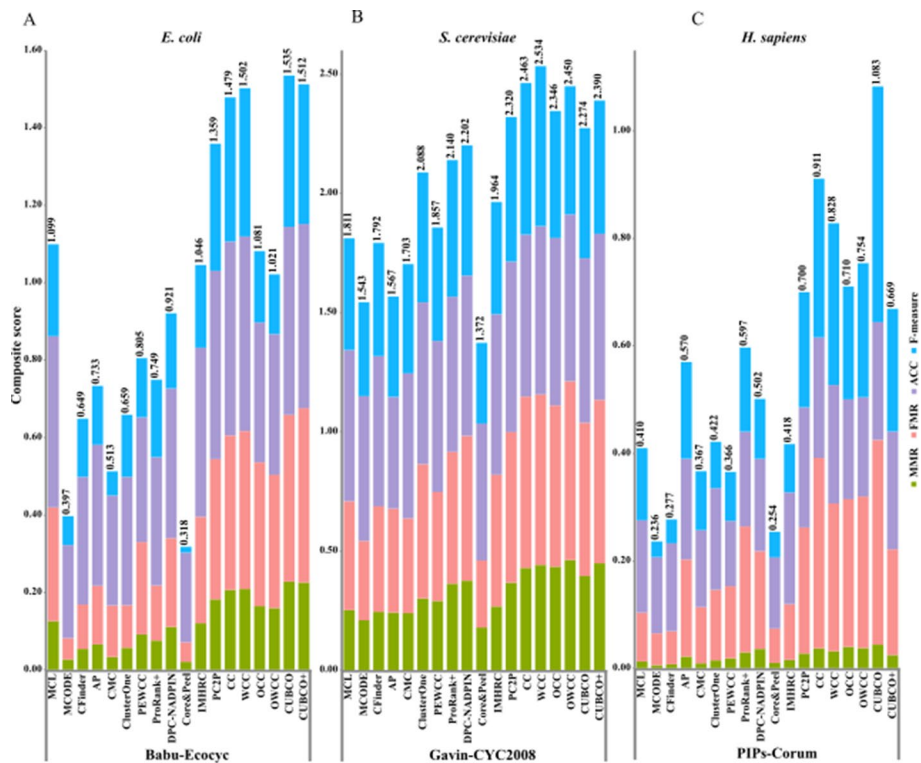 A
B
C
E. coli
S. cerevisiae
H. sapiens
Composite score
1.60
1.40
1.20
1.00
0.80
0.60
0.40
0.20
0.00
1.099
0.397
0.649
0.733
0.513
0.659
0.805
0.749
0.921
0.318
1.046
1.359
1.479
1.502
1.081
1.021
1.535
1.512
MCL
MCODE
CFinder
AP
CMC
ClusterOne
PEWCC
ProRank+
DPC-NADPIN
Core&Peel
IMHRC
PC2P
CC
WCC
OCC
OWCC
CUBCO
CUBCO+
Babu-Ecocyc
2.50
2.00
1.50
1.00
0.50
0.00
1.811
1.543
1.792
1.567
1.703
2.088
1.857
2.140
2.202
1.372
1.964
2.320
2.463
2.534
2.346
2.450
2.274
2.390
MCL
MCODE
CFinder
AP
CMC
ClusterOne
PEWCC
ProRank+
DPC-NADPIN
Core&Peel
IMHRC
PC2P
CC
WCC
OCC
OWCC
CUBCO
CUBCO+
Gavin-CYC2008
1.00
0.80
0.60
0.40
0.20
0.00
0.410
0.236
0.277
0.570
0.367
0.422
0.366
0.597
0.502
0.254
0.418
0.700
0.911
0.828
0.710
0.754
1.083
0.669
MCL
MCODE
CFinder
AP
CMC
ClusterOne
PEWCC
ProRank+
DPC-NADPIN
Core&Peel
IMHRC
PC2P
CC
WCC
OCC
OWCC
CUBCO
CUBCO+
PIPs-Corum
MMR
FMR
ACC
F-measure